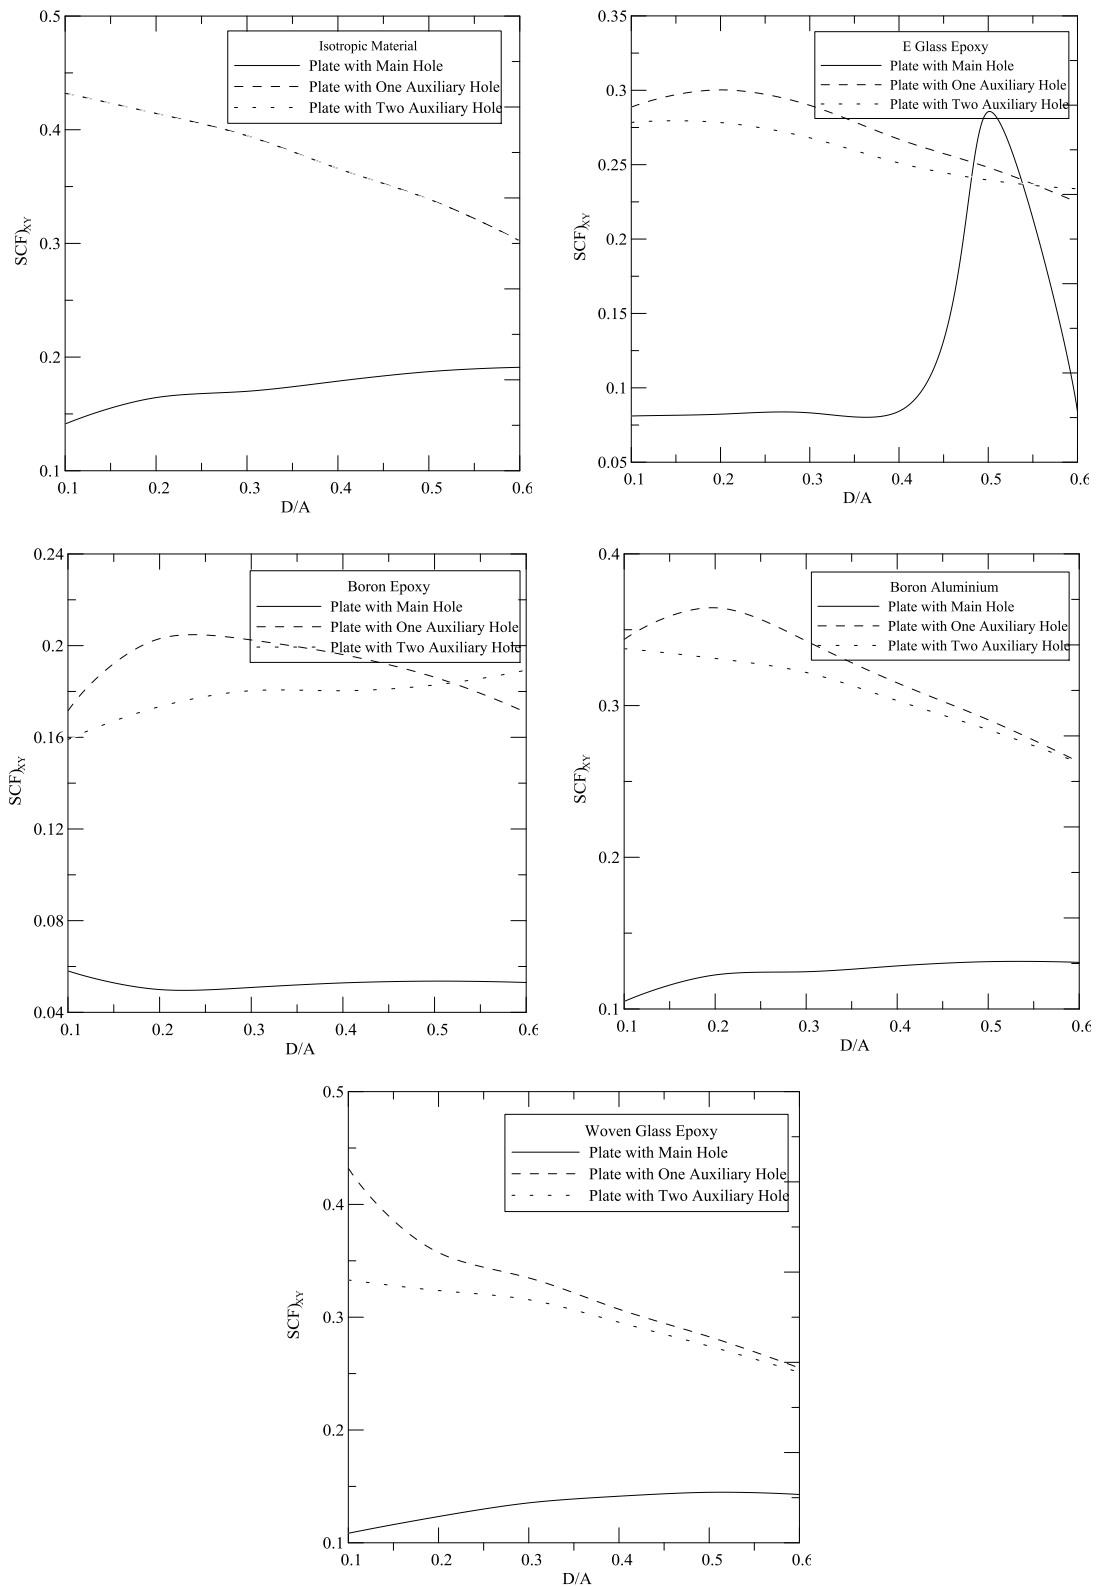 0.5
Isotropic Material
Plate with Main Hole
Plate with One Auxiliary Hole
Plate with Two Auxiliary Hole
0.4
0.3
0.2
0.1
SCF)XY
0.1 0.2 0.3 0.4 0.5 0.6
D/A
0.35
E Glass Epoxy
Plate with Main Hole
Plate with One Auxiliary Hole
Plate with Two Auxiliary Hole
0.3
0.25
0.2
0.15
0.1
0.05
SCF)XY
0.1 0.2 0.3 0.4 0.5 0.6
D/A
0.24
Boron Epoxy
Plate with Main Hole
Plate with One Auxiliary Hole
Plate with Two Auxiliary Hole
0.2
0.16
0.12
0.08
0.04
SCF)XY
0.1 0.2 0.3 0.4 0.5 0.6
D/A
0.4
Boron Aluminium
Plate with Main Hole
Plate with One Auxiliary Hole
Plate with Two Auxiliary Hole
0.3
0.2
0.1
SCF)XY
0.1 0.2 0.3 0.4 0.5 0.6
D/A
0.5
Woven Glass Epoxy
Plate with Main Hole
Plate with One Auxiliary Hole
Plate with Two Auxiliary Hole
0.4
0.3
0.2
0.1
SCF)XY
0.1 0.2 0.3 0.4 0.5 0.6
D/A